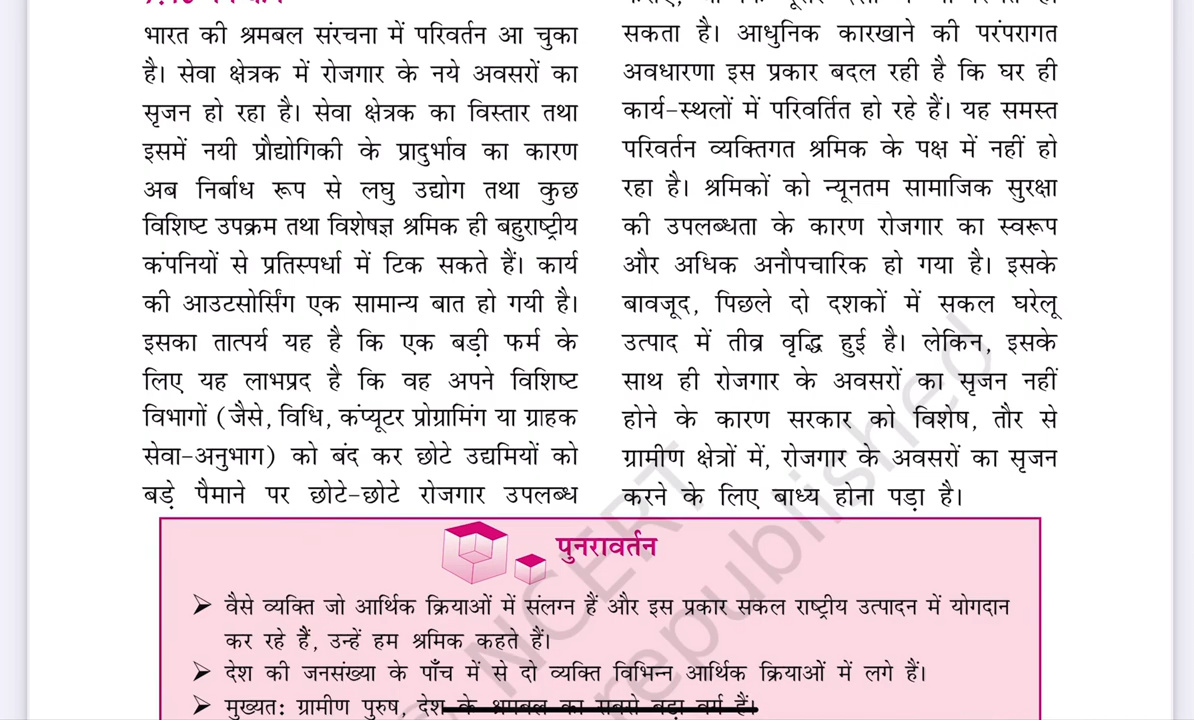 भारत की श्रमबल संरचना में परिवर्तन आ चुका
है। सेवा क्षेत्रक में रोजगार के नये अवसरों का
सृजन हो रहा है। सेवा क्षेत्रक का विस्तार तथा
इसमें नयी प्रौद्योगिकी के प्रादुर्भाव का कारण
अब निर्बाध रूप से लघु उद्योग तथा कुछ
विशिष्ट उपक्रम तथा विशेषज्ञ श्रमिक ही बहुराष्ट्रीय
कंपनियों से प्रतिस्पर्धा में टिक सकते हैं। कार्य
की आउटसोर्सिंग एक सामान्य बात हो गयी है।
इसका तात्पर्य यह है कि एक बड़ी फर्म के
लिए यह लाभप्रद है कि वह अपने विशिष्ट
विभागों (जैसे, विधि, कंप्यूटर प्रोग्रामिंग या ग्राहक
सेवा-अनुभाग) को बंद कर छोटे उद्यमियों को
बड़े पैमाने पर छोटे-छोटे रोजगार उपलब्ध
सकता है। आधुनिक कारखाने की परंपरागत
अवधारणा इस प्रकार बदल रही है कि घर ही
कार्य-स्थलों में परिवर्तित हो रहे हैं। यह समस्त
परिवर्तन व्यक्तिगत श्रमिक के पक्ष में नहीं हो
रहा है। श्रमिकों को न्यूनतम सामाजिक सुरक्षा
की उपलब्धता के कारण रोजगार का स्वरूप
और अधिक अनौपचारिक हो गया है। इसके
बावजूद, पिछले दो दशकों में सकल घरेलू
उत्पाद में तीव्र वृद्धि हुई है। लेकिन, इसके
साथ ही रोजगार के अवसरों का सृजन नहीं
होने के कारण सरकार को विशेष, तौर से
ग्रामीण क्षेत्रों में, रोजगार के अवसरों का सृजन
करने के लिए बाध्य होना पड़ा है।
पुनरावर्तन
➢ वैसे व्यक्ति जो आर्थिक क्रियाओं में संलग्न हैं और इस प्रकार सकल राष्ट्रीय उत्पादन में योगदान
कर रहे हैं, उन्हें हम श्रमिक कहते हैं।
➢ देश की जनसंख्या के पाँच में से दो व्यक्ति विभिन्न आर्थिक क्रियाओं में लगे हैं।
➢ मुख्यत: ग्रामीण पुरुष, देश के श्रमबल का सबसे बड़ा वर्ग हैं।
NCERT
republished